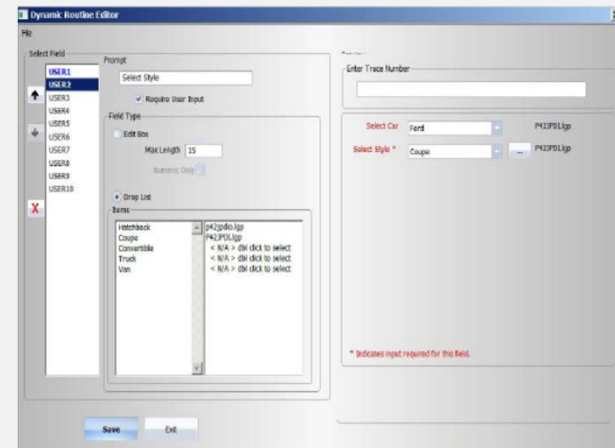 Dynamic Routine Editor
File
Select Field
USER1
USER2
USER3
USER4
USER5
USER6
USER7
USER8
USER9
USER10
X
Prompt
Select Style
Require User Input
Field Type
Edit Box
Max Length 15
Numeric Only
Drop List
Items
Hatchback p42jpdio.lgp
Coupe P42JPD1.lgp
Convertible < N/A > dbl click to select
Truck < N/A > dbl click to select
Van < N/A > dbl click to select
Save Exit
Enter Trace Number
Select Car Ford P42JPD1.lgp
Select Style * Coupe ... P42JPD1.lgp
* Indicates input required for this field.